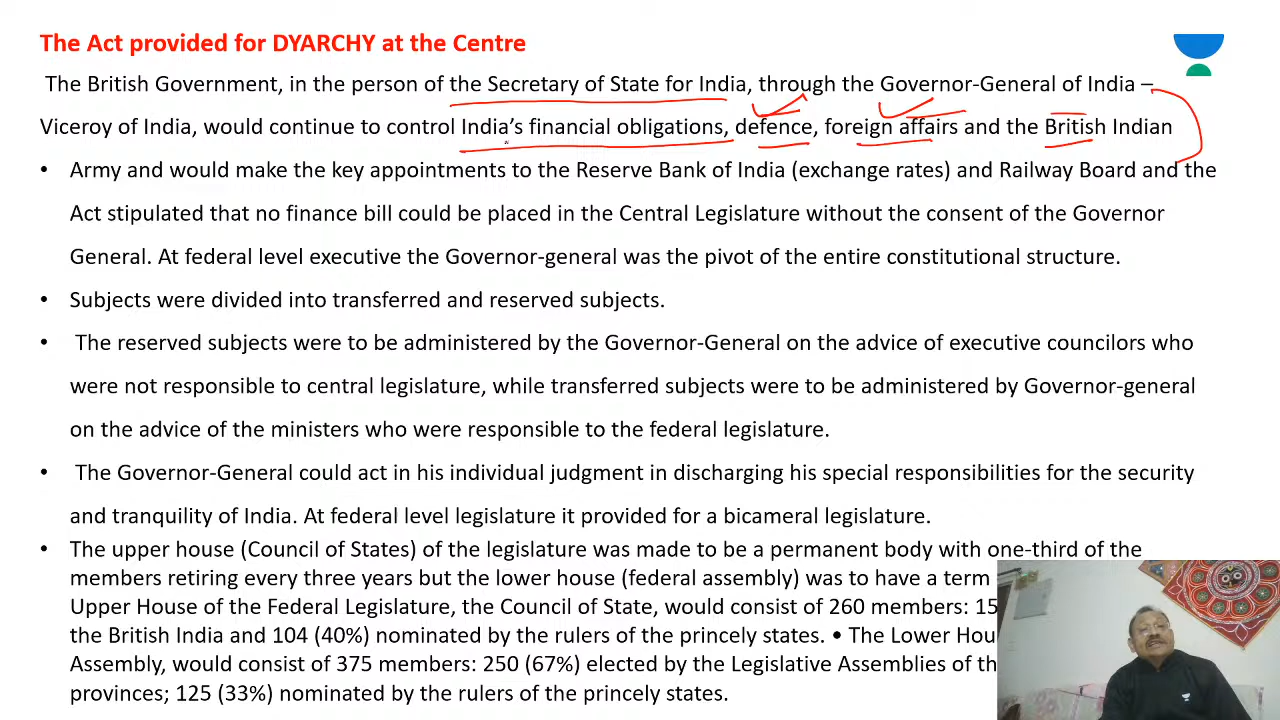 The Act provided for DYARCHY at the Centre
The British Government, in the person of the Secretary of State for India, through the Governor-General of India –
Viceroy of India, would continue to control India's financial obligations, defence, foreign affairs and the British Indian
• Army and would make the key appointments to the Reserve Bank of India (exchange rates) and Railway Board and the
Act stipulated that no finance bill could be placed in the Central Legislature without the consent of the Governor
General. At federal level executive the Governor-general was the pivot of the entire constitutional structure.
• Subjects were divided into transferred and reserved subjects.
• The reserved subjects were to be administered by the Governor-General on the advice of executive councilors who
were not responsible to central legislature, while transferred subjects were to be administered by Governor-general
on the advice of the ministers who were responsible to the federal legislature.
• The Governor-General could act in his individual judgment in discharging his special responsibilities for the security
and tranquility of India. At federal level legislature it provided for a bicameral legislature.
• The upper house (Council of States) of the legislature was made to be a permanent body with one-third of the
members retiring every three years but the lower house (federal assembly) was to have a term
Upper House of the Federal Legislature, the Council of State, would consist of 260 members:
the British India and 104 (40%) nominated by the rulers of the princely states. • The Lower
Assembly, would consist of 375 members: 250 (67%) elected by the Legislative Assemblies of
provinces; 125 (33%) nominated by the rulers of the princely states.